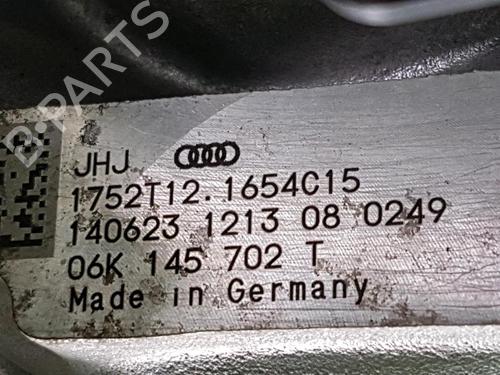 B-PARTS
JHJ
1752T12.1654C15
140623 1213 08 0249
06K 145 702 T
Made in Germany